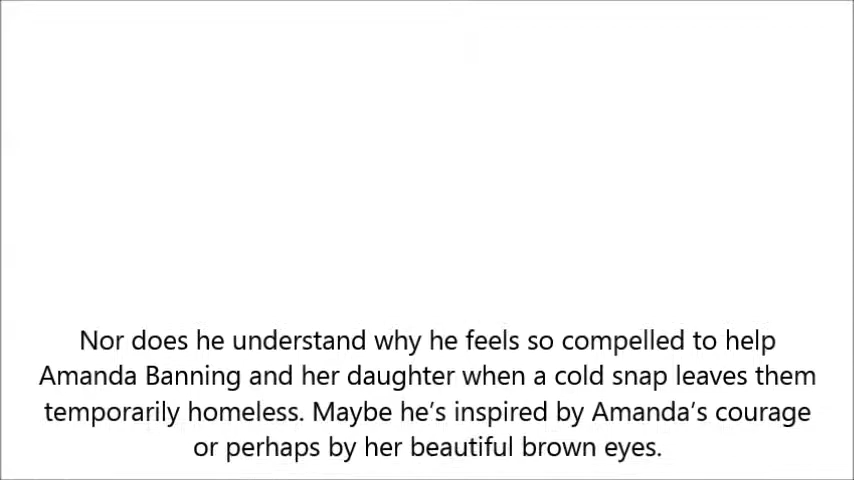 Nor does he understand why he feels so compelled to help
Amanda Banning and her daughter when a cold snap leaves them
temporarily homeless. Maybe he’s inspired by Amanda’s courage
or perhaps by her beautiful brown eyes.